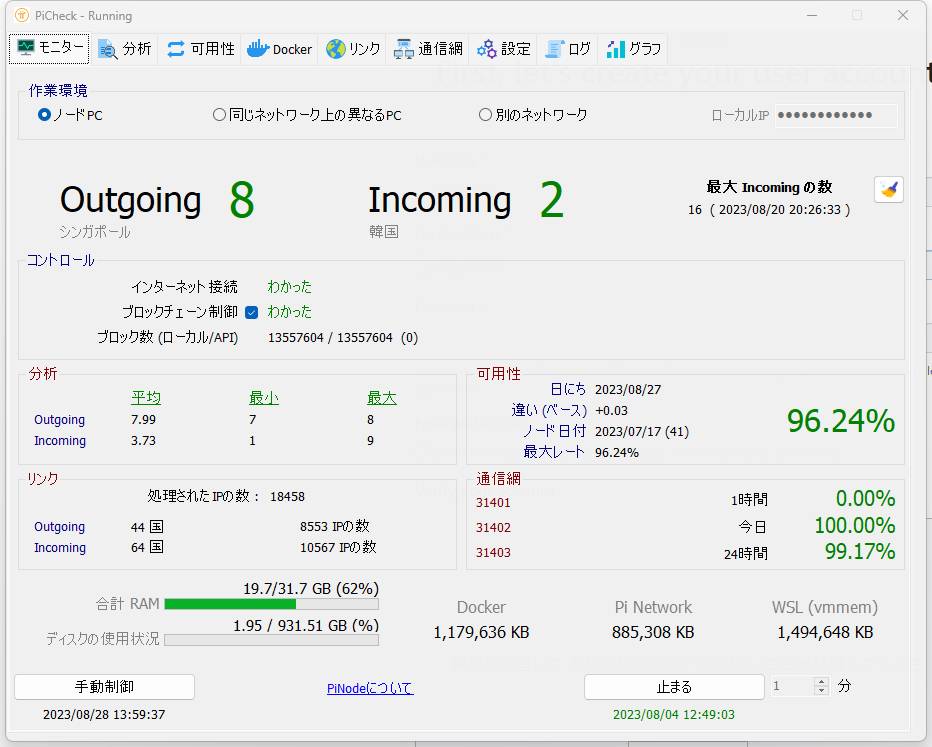 PiCheck - Running
モニター 分析 可用性 Docker リンク 通信網 設定 ログ グラフ
作業環境
ノードPC 同じネットワーク上の異なるPC 別のネットワーク ローカルIP ●●●●●●●●●●●●
Outgoing 8 Incoming 2
シンガポール 韓国
最大 Incoming の数
16 ( 2023/08/20 20:26:33 )
コントロール
インターネット接続 わかった
ブロックチェーン制御 わかった
ブロック数 (ローカル/API) 13557604 / 13557604 (0)
分析
平均 最小 最大
Outgoing 7.99 7 8
Incoming 3.73 1 9
可用性
日にち 2023/08/27
違い (ベース) +0.03
ノード日付 2023/07/17 (41)
最大レート 96.24%
96.24%
リンク
処理されたIPの数： 18458
Outgoing 44 国 8553 IPの数
Incoming 64 国 10567 IPの数
通信網
31401 1時間 0.00%
31402 今日 100.00%
31403 24時間 99.17%
19.7/31.7 GB (62%)
合計 RAM
1.95 / 931.51 GB (%)
ディスクの使用状況
Docker Pi Network WSL (vmmem)
1,179,636 KB 885,308 KB 1,494,648 KB
手動制御 PiNodeについて 止まる 1 分
2023/08/28 13:59:37 2023/08/04 12:49:03